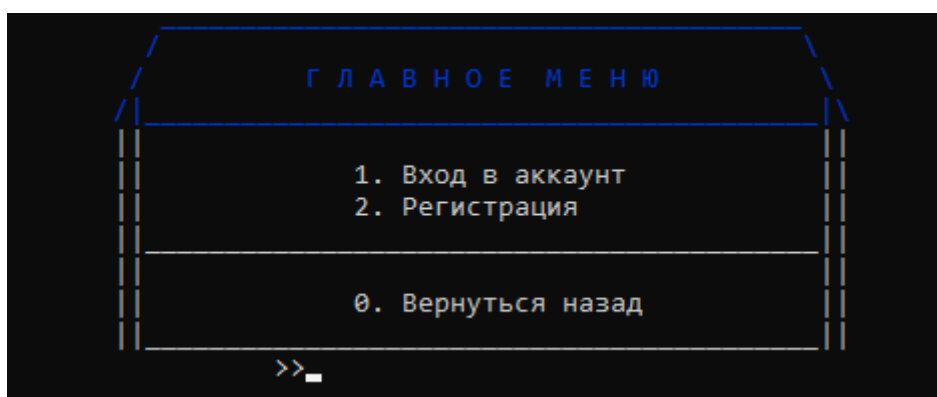 Г Л А В Н О Е М Е Н Ю
1. Вход в аккаунт
2. Регистрация
0. Вернуться назад
>>